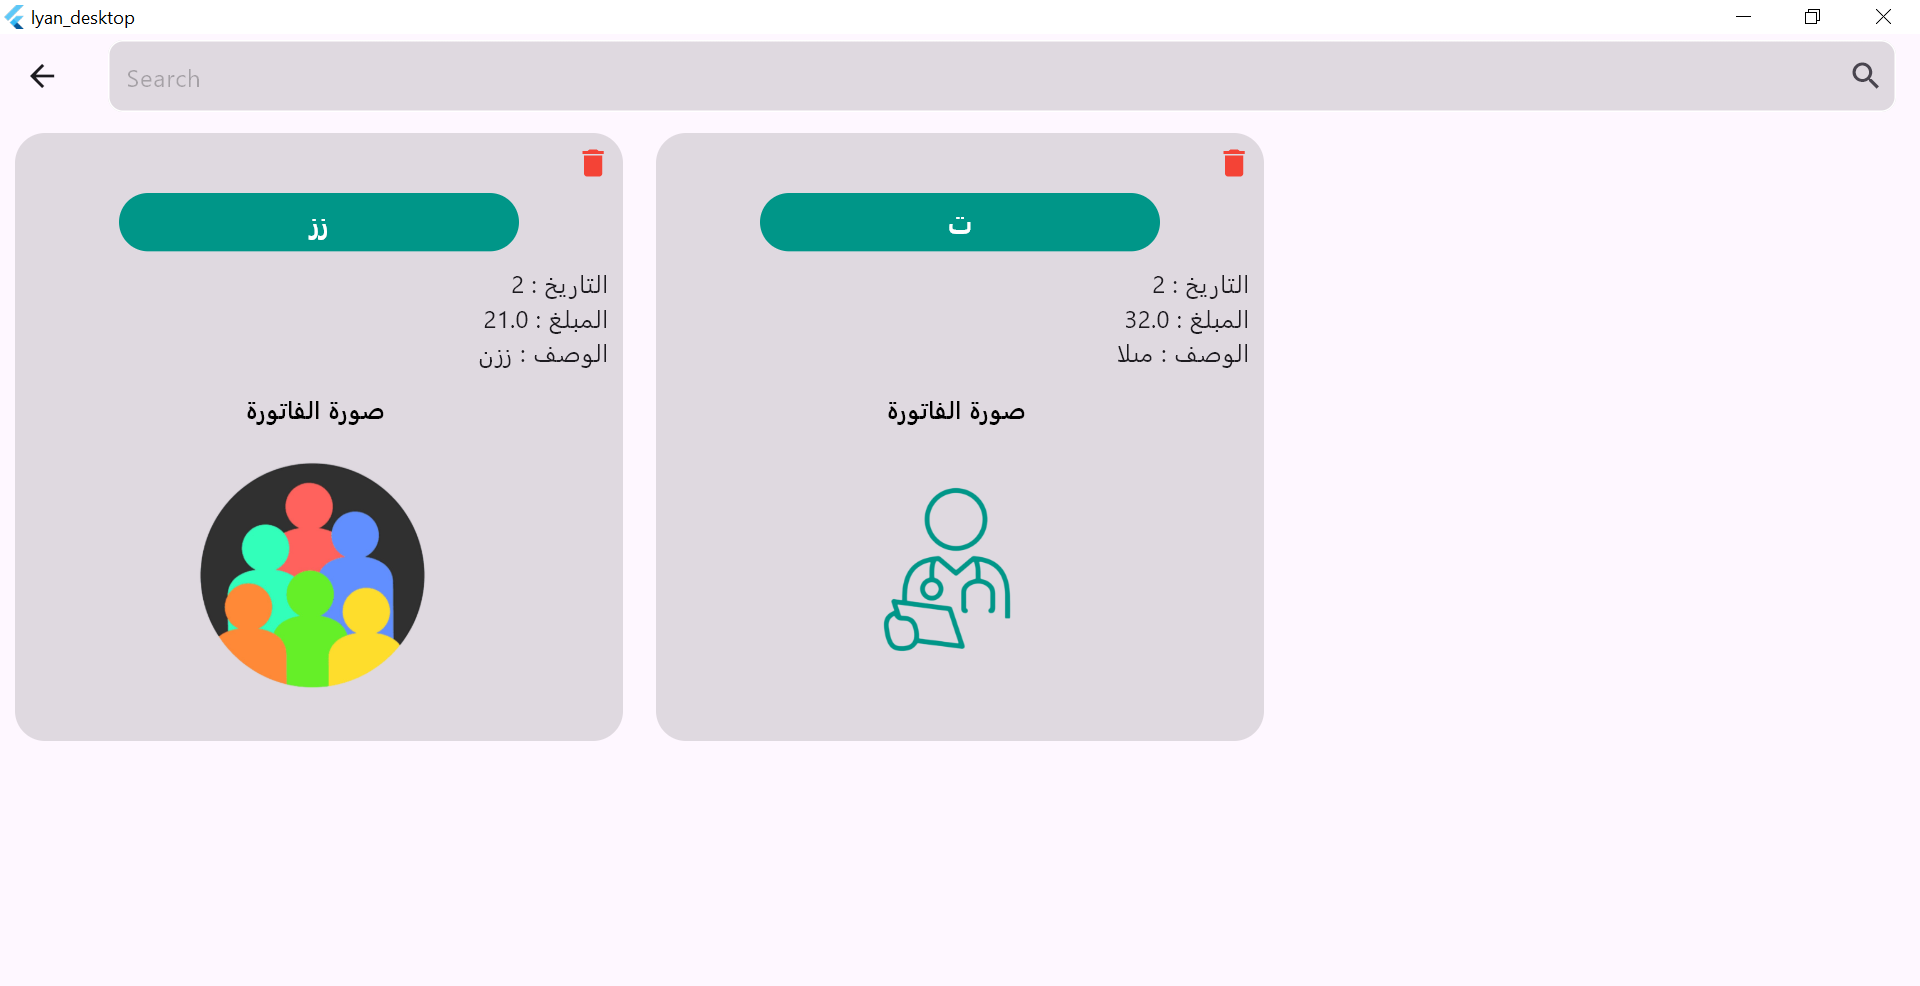 lyan_desktop
Search
زز
التاريخ : 2
المبلغ : 21.0
الوصف : ززن
صورة الفاتورة
ت
التاريخ : 2
المبلغ : 32.0
الوصف : مىلا
صورة الفاتورة